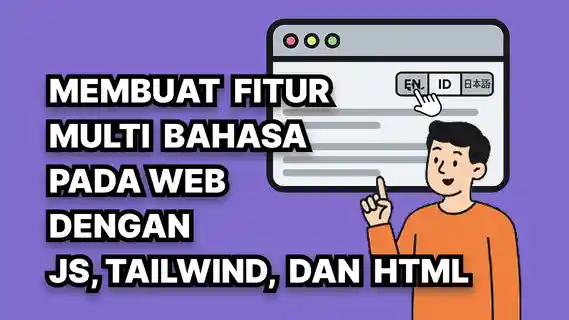 EN ID 日本語
MEMBUAT FITUR
MULTI BAHASA
PADA WEB
DENGAN
JS, TAILWIND, DAN HTML